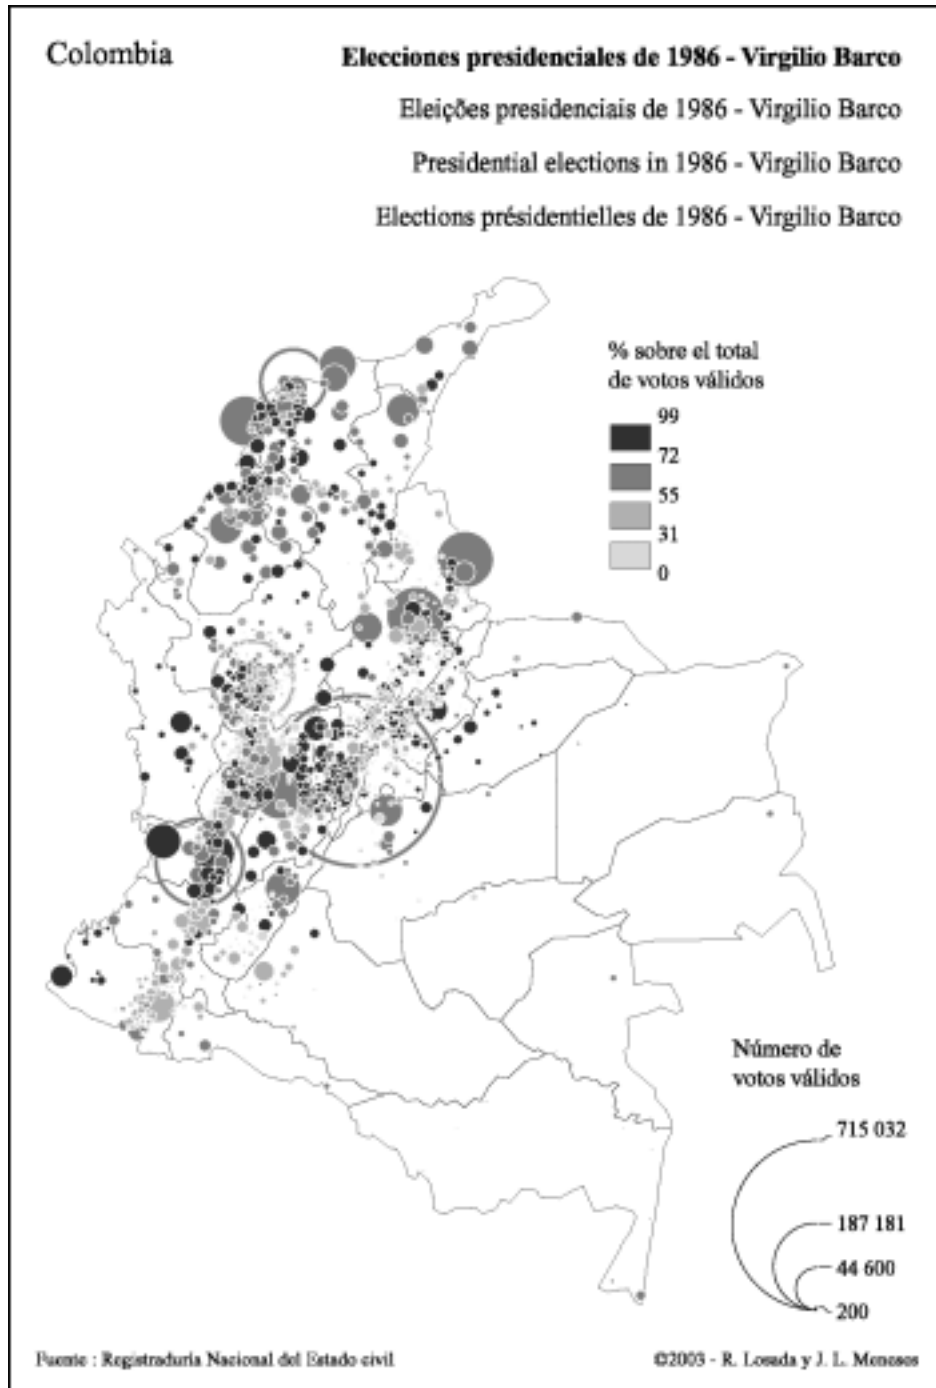 Colombia
Elecciones presidenciales de 1986 - Virgilio Barco
Eleições presidenciais de 1986 - Virgilio Barco
Presidential elections in 1986 - Virgilio Barco
Elections présidentielles de 1986 - Virgilio Barco
% sobre el total
de votos válidos
99
72
55
31
0
Número de
votos válidos
715 032
187 181
44 600
200
Fuente : Registraduría Nacional del Estado civil
©2003 - R. Losada y J. L. Meneses